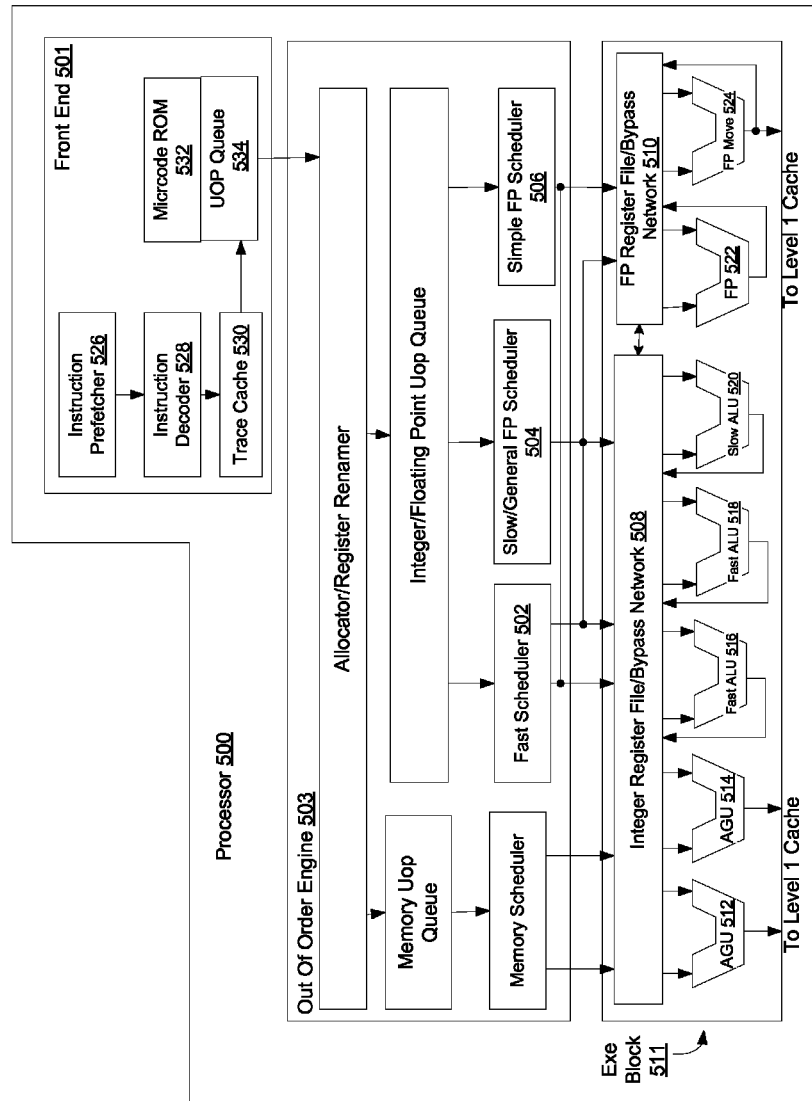 Processor 500
Front End 501
Instruction
Prefetcher 526
Instruction
Decoder 528
Trace Cache 530
Micrcode ROM
532
UOP Queue
534
Out Of Order Engine 503
Allocator/Register Renamer
Memory Uop
Queue
Integer/Floating Point Uop Queue
Memory Scheduler
Fast Scheduler 502
Slow/General FP Scheduler
504
Simple FP Scheduler
506
Exe
Block
511
Integer Register File/Bypass Network 508
FP Register File/Bypass
Network 510
AGU 512
AGU 514
Fast ALU 516
Fast ALU 518
Slow ALU 520
FP 522
FP Move 524
To Level 1 Cache
To Level 1 Cache